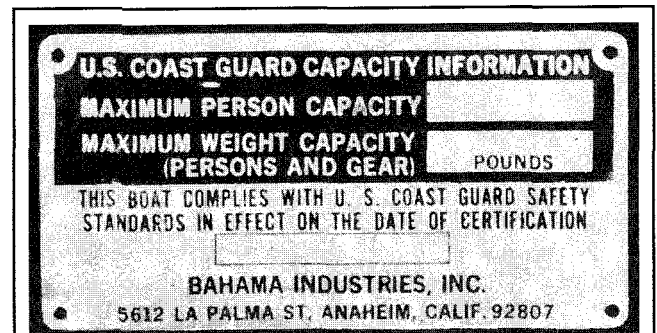 U.S. COAST GUARD CAPACITY INFORMATION
MAXIMUM PERSON CAPACITY
MAXIMUM WEIGHT CAPACITY
(PERSONS AND GEAR) POUNDS
THIS BOAT COMPLIES WITH U. S. COAST GUARD SAFETY
STANDARDS IN EFFECT ON THE DATE OF CERTIFICATION
BAHAMA INDUSTRIES, INC.
5612 LA PALMA ST. ANAHEIM, CALIF. 92807